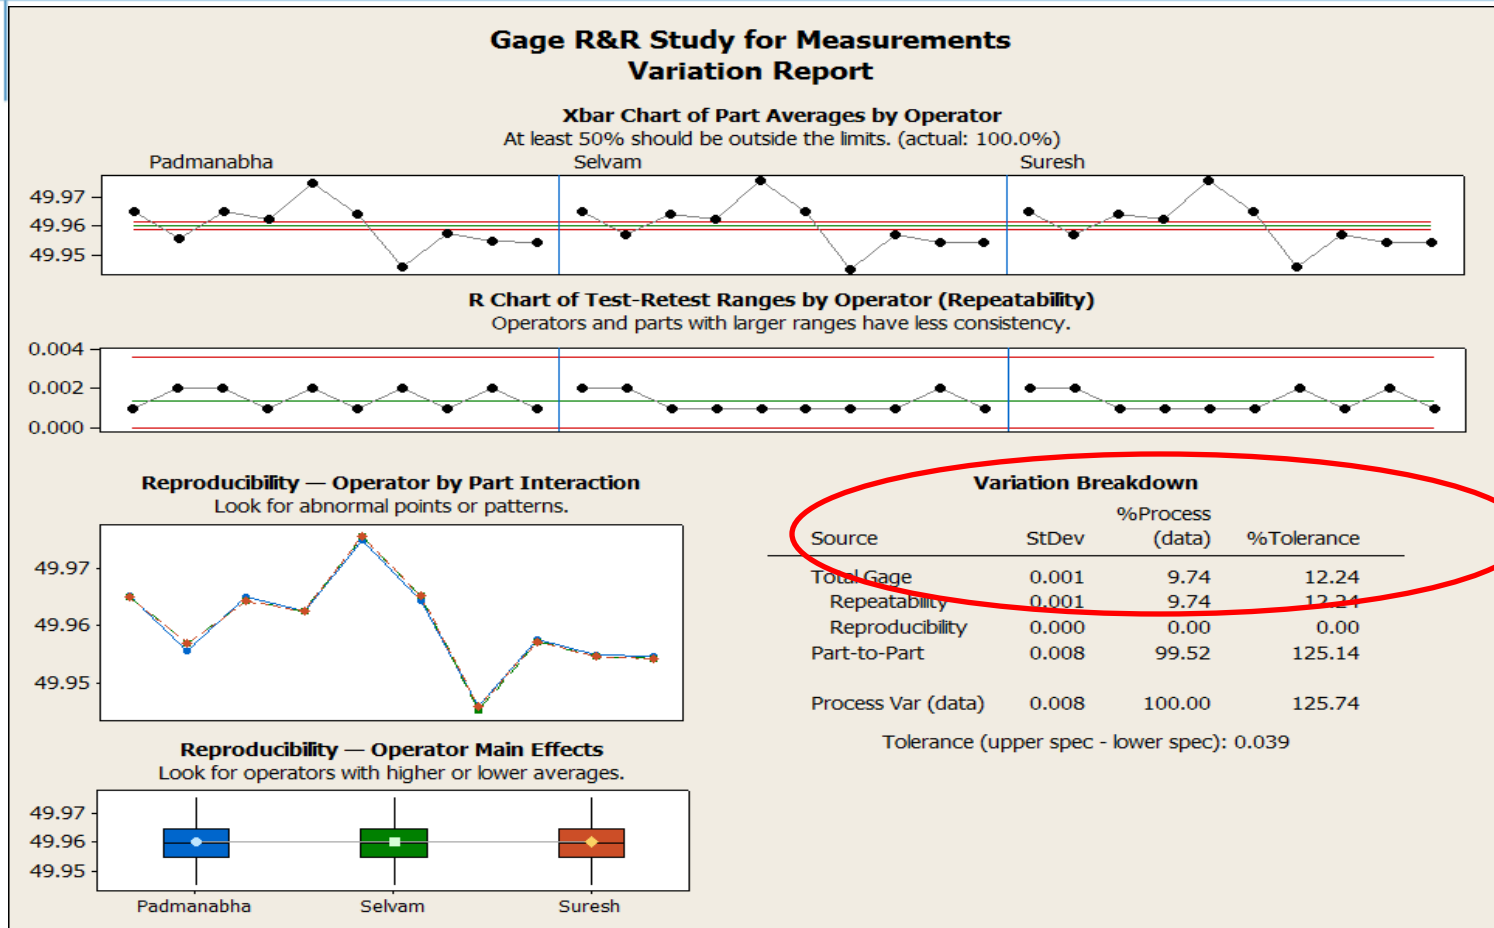 Gage R&R Study for Measurements
Variation Report
Xbar Chart of Part Averages by Operator
At least 50% should be outside the limits. (actual: 100.0%)
Padmanabha Selvam Suresh
49.97
49.96
49.95
R Chart of Test-Retest Ranges by Operator (Repeatability)
Operators and parts with larger ranges have less consistency.
0.004
0.002
0.000
Reproducibility — Operator by Part Interaction
Look for abnormal points or patterns.
49.97
49.96
49.95
Reproducibility — Operator Main Effects
Look for operators with higher or lower averages.
49.97
49.96
49.95
Padmanabha Selvam Suresh
Variation Breakdown
%Process
Source StDev (data) %Tolerance
Total Gage 0.001 9.74 12.24
Repeatability 0.001 9.74 12.24
Reproducibility 0.000 0.00 0.00
Part-to-Part 0.008 99.52 125.14
Process Var (data) 0.008 100.00 125.74
Tolerance (upper spec - lower spec): 0.039